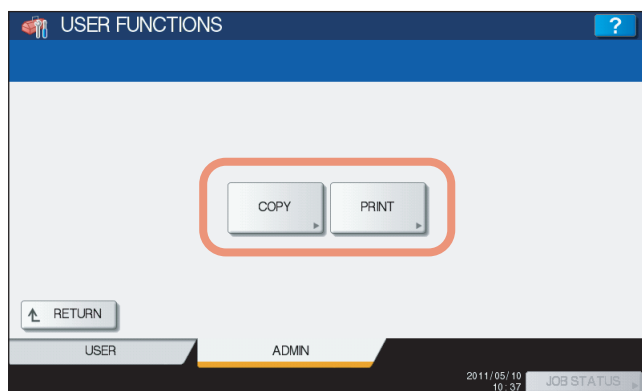 USER FUNCTIONS
?
COPY
PRINT
RETURN
USER
ADMIN
2011/05/10
10:37
JOB STATUS